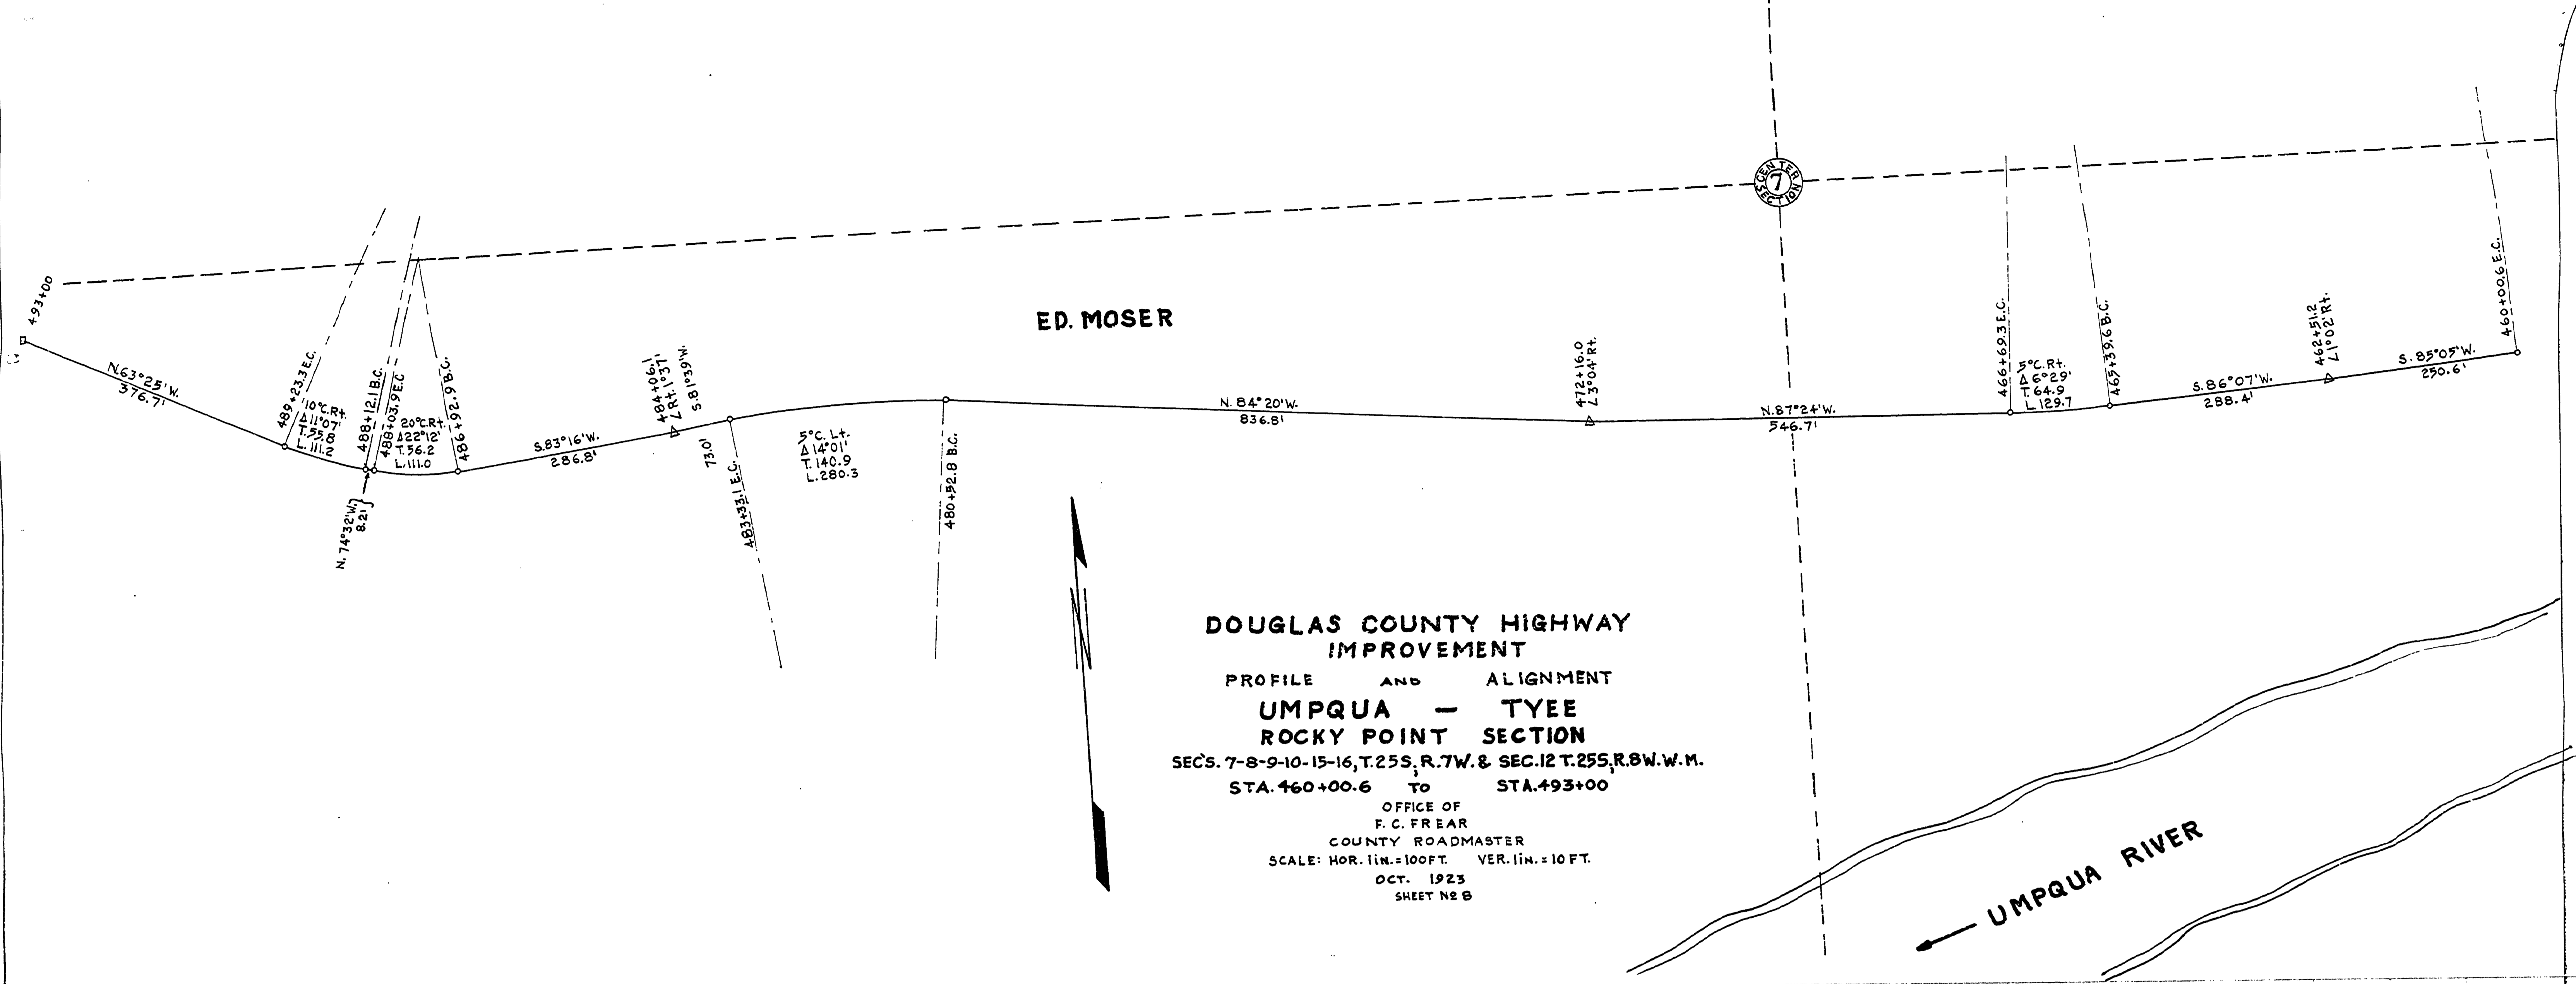 493+00
N.63°25'W.
376.7'
489+23.3 E.C.
10°C.Rt.
Δ11°07'
T.55.8
L.111.2
488+12.1 B.C.
488+03.9 E.C
N. 74°32'W.
8.2'
20°C.Rt.
Δ22°12'
T.56.2
L.111.0
486+92.9 B.C.
S.83°16'W.
286.8'
484+06.1
∠Rt.1°37'
S.81°39'W.
73.0'
483+33.1 E.C.
5°C. Lt.
Δ14°01'
T.140.9
L.280.3
480+52.8 B.C.
ED. MOSER
N. 84°20'W.
836.8'
472+16.0
∠3°04'Rt.
CENTER
7
SECTION
N.87°24'W.
546.7'
466+69.3 E.C.
5°C.Rt.
Δ6°29'
T.64.9
L.129.7
465+39.6 B.C.
S.86°07'W.
288.4'
462+51.2
∠1°02'Rt.
S.85°05'W.
250.6'
460+00.6 E.C.
N
DOUGLAS COUNTY HIGHWAY
IMPROVEMENT
PROFILE AND ALIGNMENT
UMPQUA — TYEE
ROCKY POINT SECTION
SEC'S. 7-8-9-10-15-16, T.25S, R.7W. & SEC.12 T.25S, R.8W. W.M.
STA. 460+00.6 TO STA.493+00
OFFICE OF
F. C. FREAR
COUNTY ROADMASTER
SCALE: HOR. 1IN.=100FT. VER. 1IN.=10 FT.
OCT. 1923
SHEET No 8
UMPQUA RIVER